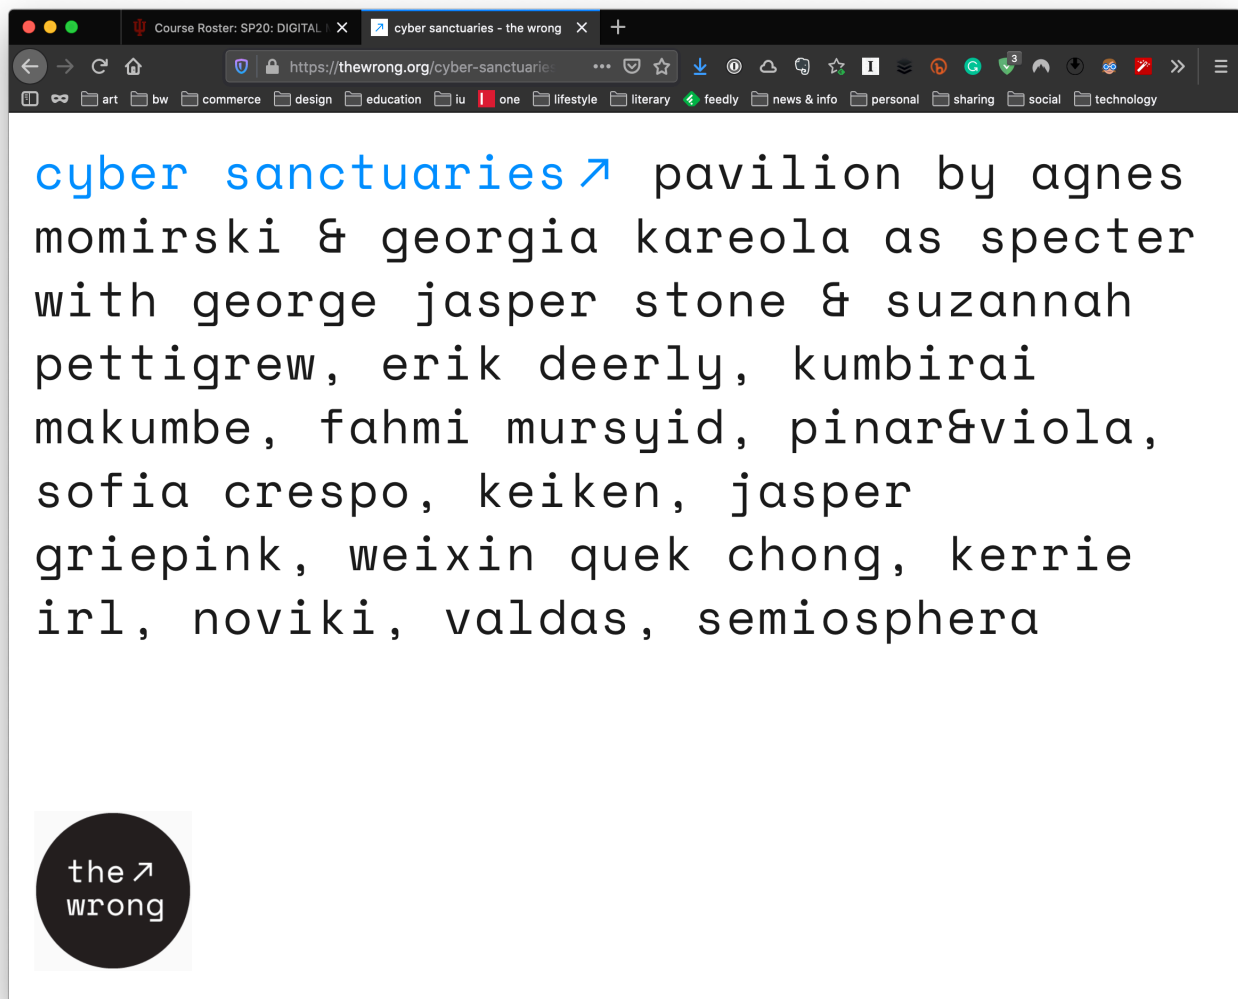 Course Roster: SP20: DIGITAL
cyber sanctuaries - the wrong
https://thewrong.org/cyber-sanctuaries
3
art bw commerce design education iu one lifestyle literary feedly news & info personal sharing social technology
cyber sanctuaries↗ pavilion by agnes
momirski & georgia kareola as specter
with george jasper stone & suzannah
pettigrew, erik deerly, kumbirai
makumbe, fahmi mursyid, pinar&viola,
sofia crespo, keiken, jasper
griepink, weixin quek chong, kerrie
irl, noviki, valdas, semiosphera
the↗
wrong